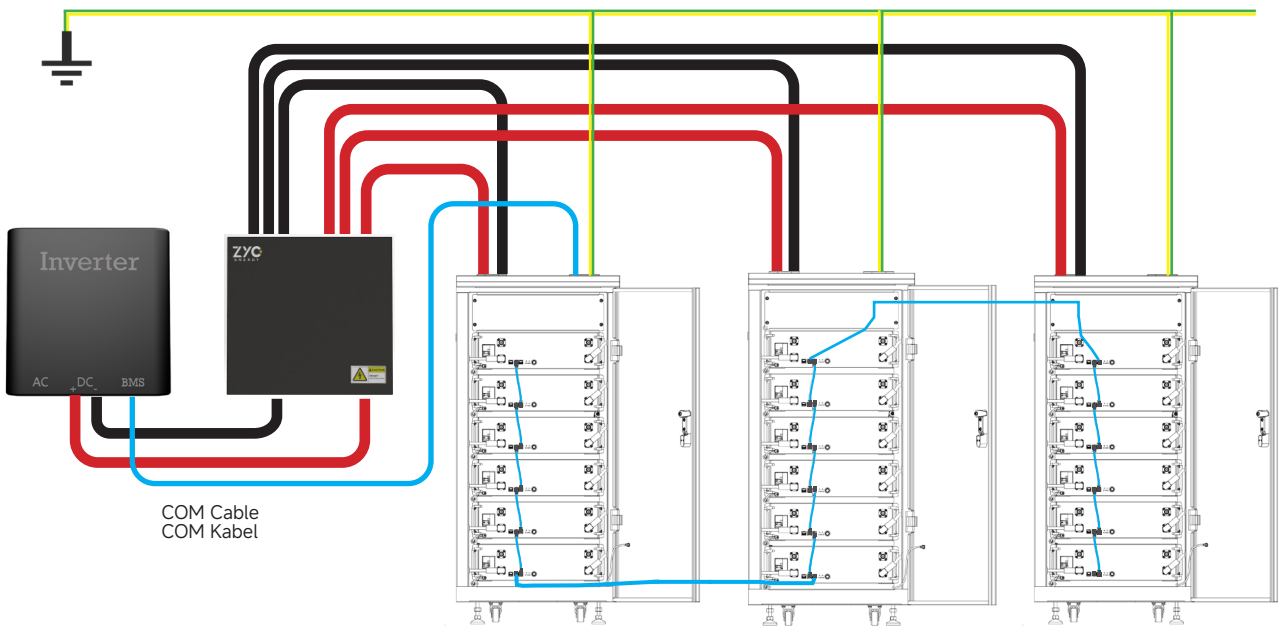 Inverter
AC
+ DC -
BMS
ZYC
ENERGY
COM Cable
COM Kabel